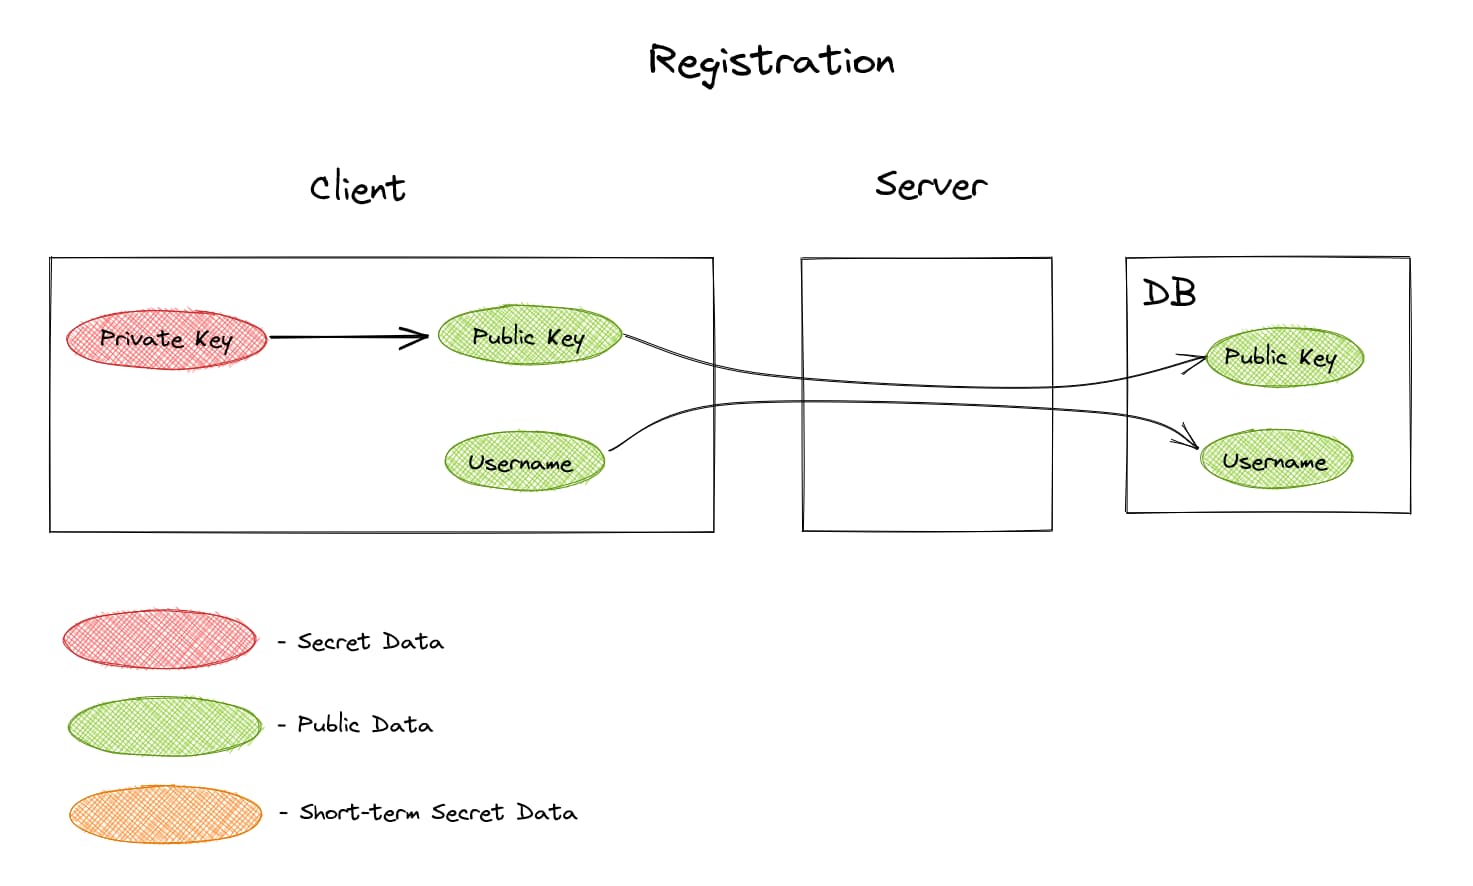 Registration
Client
Server
DB
Private Key
Public Key
Public Key
Username
Username
- Secret Data
- Public Data
- Short-term Secret Data